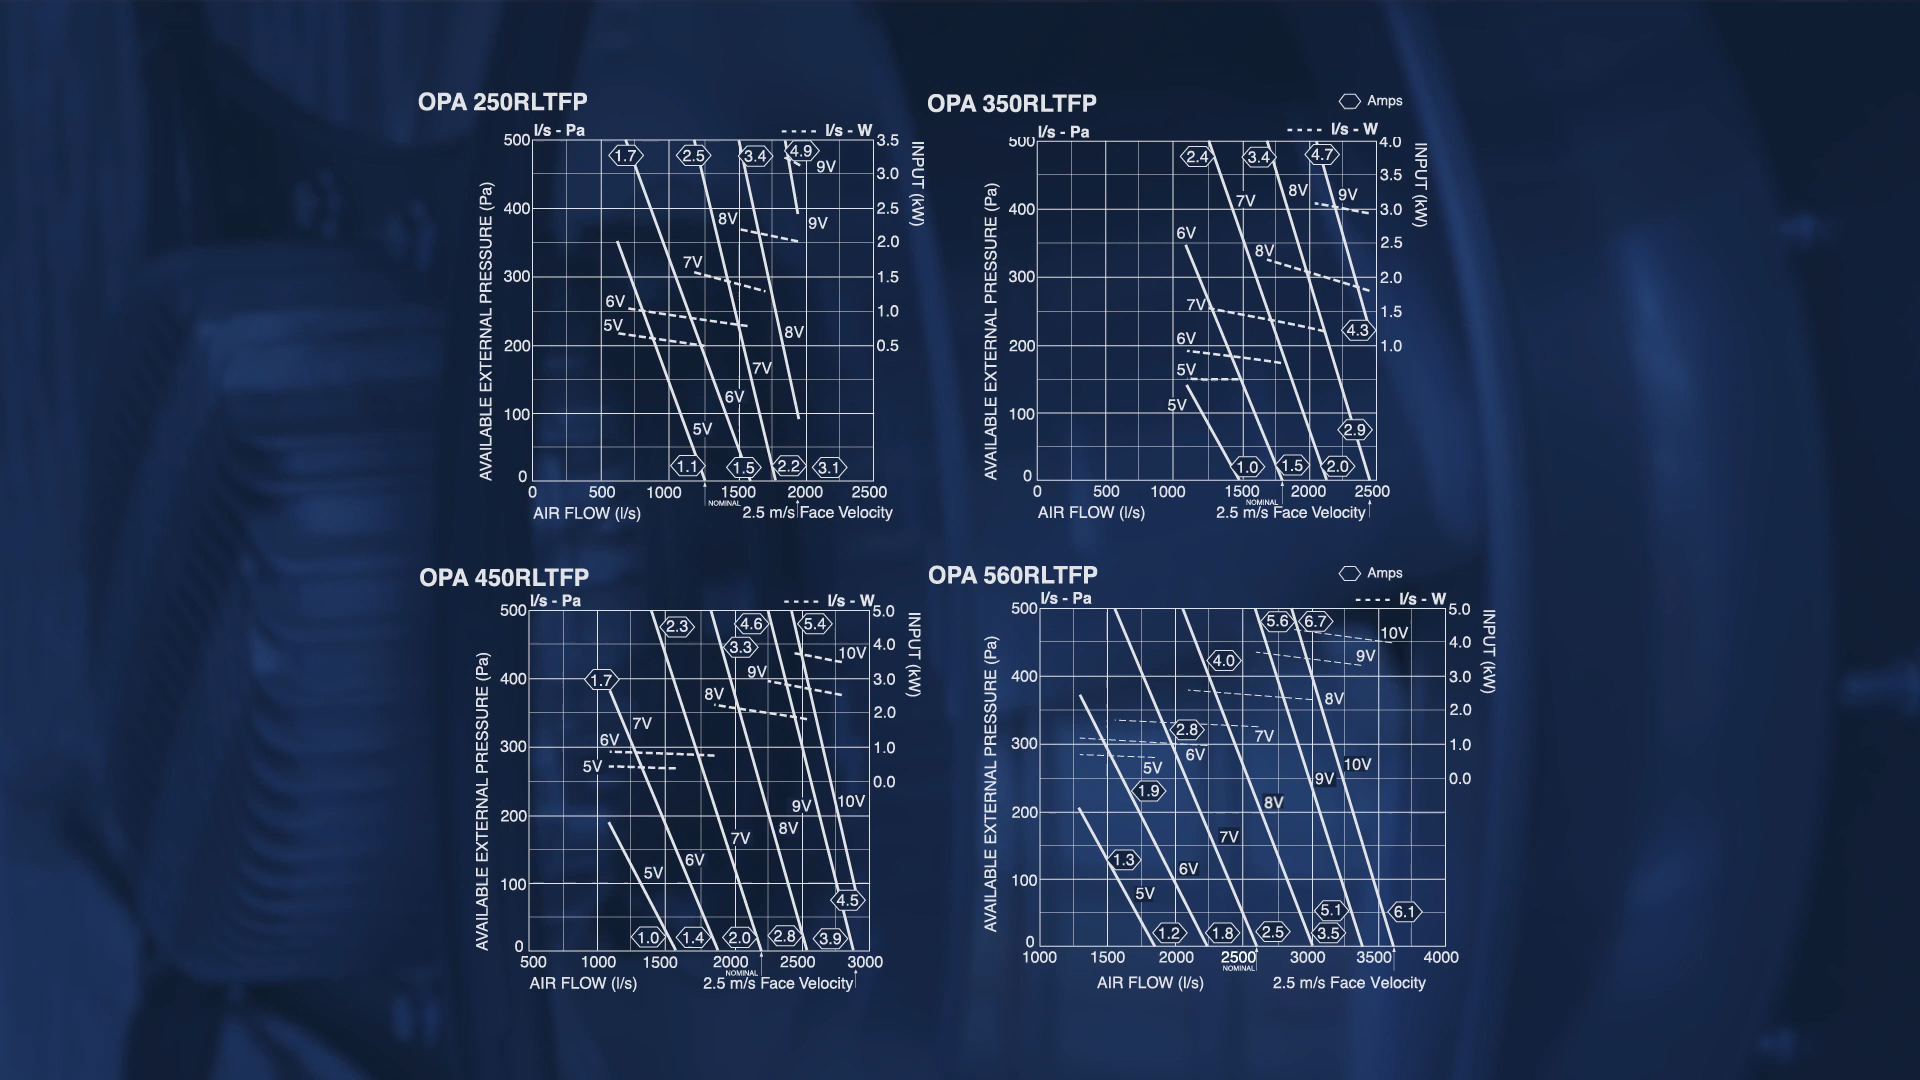 OPA 250RLTFP
l/s - Pa
l/s - W
AVAILABLE EXTERNAL PRESSURE (Pa)
INPUT (kW)
500
400
300
200
100
0
3.5
3.0
2.5
2.0
1.5
1.0
0.5
1.7
2.5
3.4
4.9
9V
8V
9V
7V
6V
5V
8V
7V
6V
5V
1.1
1.5
2.2
3.1
0 500 1000 1500 2000 2500
NOMINAL
AIR FLOW (l/s)
2.5 m/s Face Velocity
OPA 350RLTFP
Amps
l/s - Pa
l/s - W
AVAILABLE EXTERNAL PRESSURE (Pa)
INPUT (kW)
500
400
300
200
100
0
4.0
3.5
3.0
2.5
2.0
1.5
1.0
2.4
3.4
4.7
8V
9V
7V
6V
8V
7V
4.3
6V
5V
5V
2.9
1.0
1.5
2.0
0 500 1000 1500 2000 2500
NOMINAL
AIR FLOW (l/s)
2.5 m/s Face Velocity
OPA 450RLTFP
l/s - Pa
l/s - W
AVAILABLE EXTERNAL PRESSURE (Pa)
INPUT (kW)
500
400
300
200
100
0
5.0
4.0
3.0
2.0
1.0
0.0
2.3
4.6
5.4
3.3
10V
9V
1.7
8V
7V
6V
5V
9V
10V
8V
7V
6V
5V
4.5
1.0
1.4
2.0
2.8
3.9
500 1000 1500 2000 2500 3000
NOMINAL
AIR FLOW (l/s)
2.5 m/s Face Velocity
OPA 560RLTFP
Amps
l/s - Pa
l/s - W
AVAILABLE EXTERNAL PRESSURE (Pa)
INPUT (kW)
500
400
300
200
100
0
5.0
4.0
3.0
2.0
1.0
0.0
5.6
6.7
10V
9V
4.0
8V
2.8
7V
6V
5V
10V
9V
1.9
8V
7V
1.3
6V
5V
5.1
6.1
1.2
1.8
2.5
3.5
1000 1500 2000 2500 3000 3500 4000
NOMINAL
AIR FLOW (l/s)
2.5 m/s Face Velocity